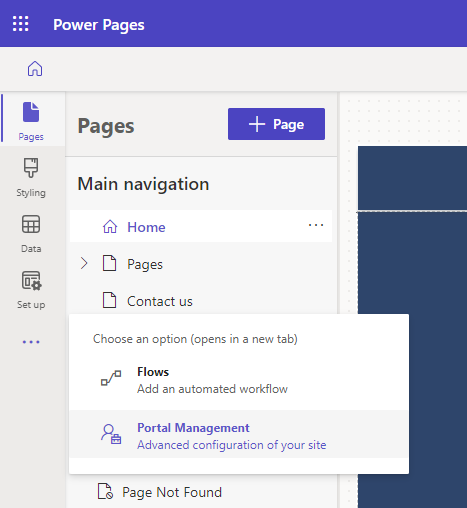 Power Pages
Pages
Pages
Page
Main navigation
Styling
Home
Data
Pages
Set up
Contact us
Choose an option (opens in a new tab)
Flows
Add an automated workflow
Portal Management
Advanced configuration of your site
Page Not Found